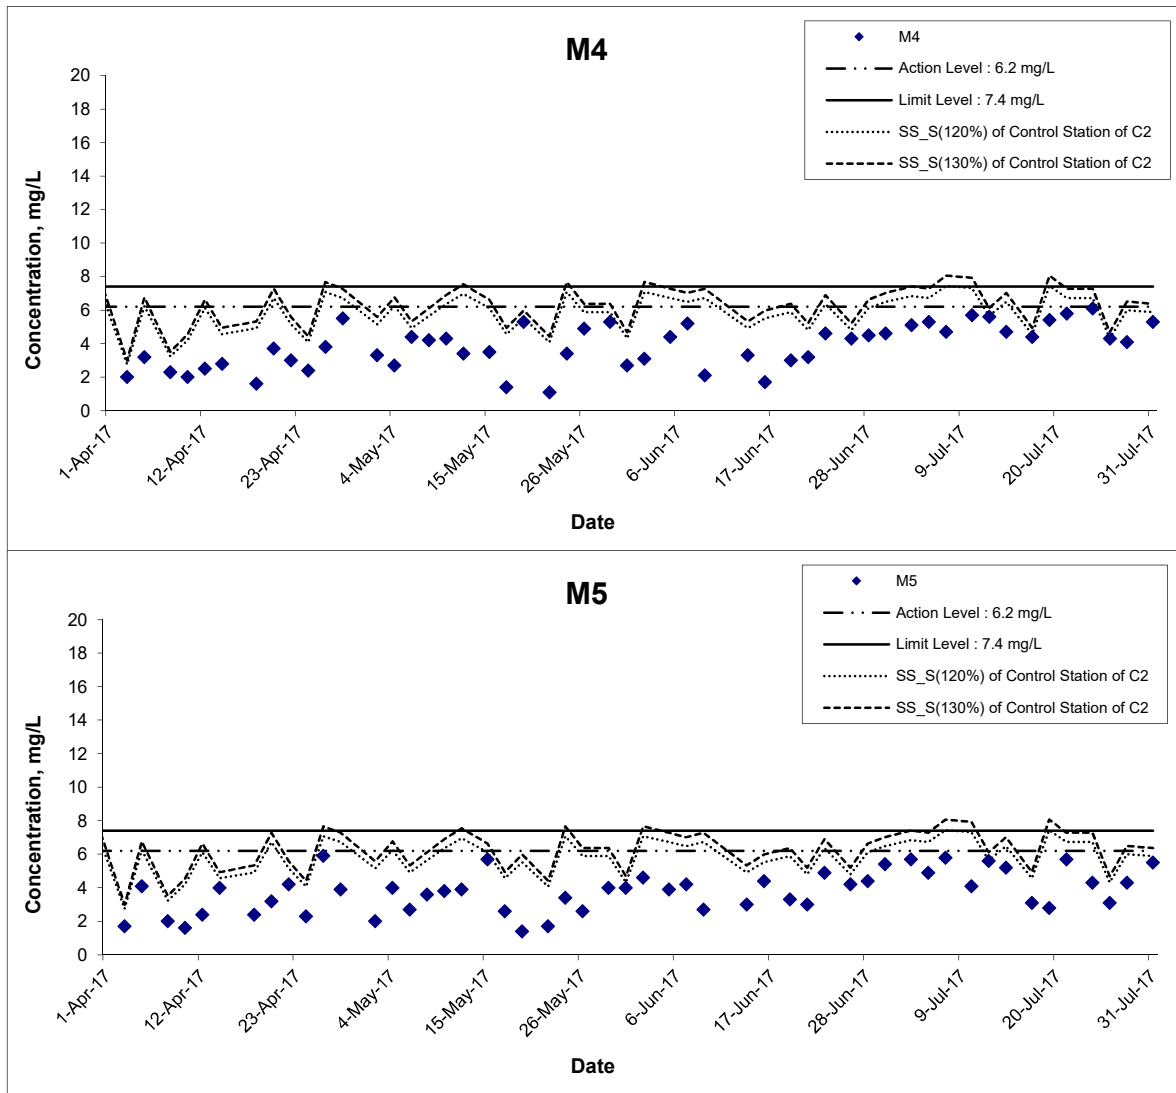 M4
M4
Action Level : 6.2 mg/L
Limit Level : 7.4 mg/L
SS_S(120%) of Control Station of C2
SS_S(130%) of Control Station of C2
Concentration, mg/L
20
18
16
14
12
10
8
6
4
2
0
1-Apr-17
12-Apr-17
23-Apr-17
4-May-17
15-May-17
26-May-17
6-Jun-17
17-Jun-17
28-Jun-17
9-Jul-17
20-Jul-17
31-Jul-17
Date
M5
M5
Action Level : 6.2 mg/L
Limit Level : 7.4 mg/L
SS_S(120%) of Control Station of C2
SS_S(130%) of Control Station of C2
Concentration, mg/L
20
18
16
14
12
10
8
6
4
2
0
1-Apr-17
12-Apr-17
23-Apr-17
4-May-17
15-May-17
26-May-17
6-Jun-17
17-Jun-17
28-Jun-17
9-Jul-17
20-Jul-17
31-Jul-17
Date